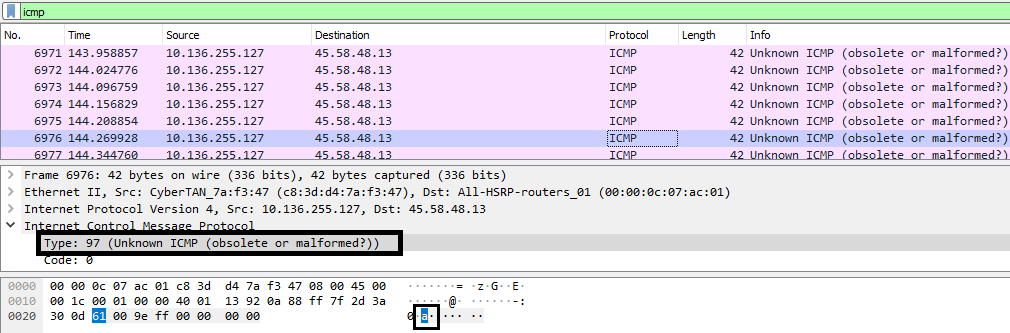 icmp
No. Time Source Destination Protocol Length Info
6971 143.958857 10.136.255.127 45.58.48.13 ICMP 42 Unknown ICMP (obsolete or malformed?)
6972 144.024776 10.136.255.127 45.58.48.13 ICMP 42 Unknown ICMP (obsolete or malformed?)
6973 144.096759 10.136.255.127 45.58.48.13 ICMP 42 Unknown ICMP (obsolete or malformed?)
6974 144.156829 10.136.255.127 45.58.48.13 ICMP 42 Unknown ICMP (obsolete or malformed?)
6975 144.208854 10.136.255.127 45.58.48.13 ICMP 42 Unknown ICMP (obsolete or malformed?)
6976 144.269928 10.136.255.127 45.58.48.13 ICMP 42 Unknown ICMP (obsolete or malformed?)
6977 144.344760 10.136.255.127 45.58.48.13 ICMP 42 Unknown ICMP (obsolete or malformed?)
Frame 6976: 42 bytes on wire (336 bits), 42 bytes captured (336 bits)
Ethernet II, Src: CyberTAN_7a:f3:47 (c8:3d:d4:7a:f3:47), Dst: All-HSRP-routers_01 (00:00:0c:07:ac:01)
Internet Protocol Version 4, Src: 10.136.255.127, Dst: 45.58.48.13
Internet Control Message Protocol
Type: 97 (Unknown ICMP (obsolete or malformed?))
Code: 0
0000 00 00 0c 07 ac 01 c8 3d d4 7a f3 47 08 00 45 00 ·······= ·z·G··E·
0010 00 1c 00 01 00 00 40 01 13 92 0a 88 ff 7f 2d 3a ······@· ······-:
0020 30 0d 61 00 9e ff 00 00 00 00 0·a····· ··